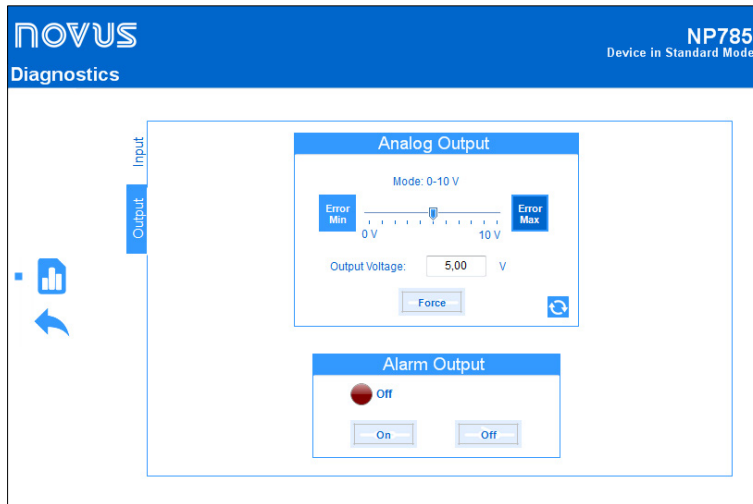 NOVUS
NP785
Device in Standard Mode
Diagnostics
Input
Output
Analog Output
Mode: 0-10 V
Error
Min
Error
Max
0 V
10 V
Output Voltage: 5,00 V
Force
Alarm Output
Off
On
Off